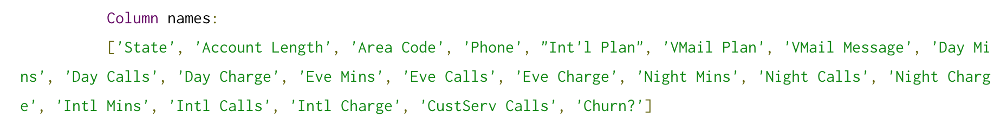 Column names:
['State', 'Account Length', 'Area Code', 'Phone', "Int'l Plan", 'VMail Plan', 'VMail Message', 'Day Mi
ns', 'Day Calls', 'Day Charge', 'Eve Mins', 'Eve Calls', 'Eve Charge', 'Night Mins', 'Night Calls', 'Night Charg
e', 'Intl Mins', 'Intl Calls', 'Intl Charge', 'CustServ Calls', 'Churn?']